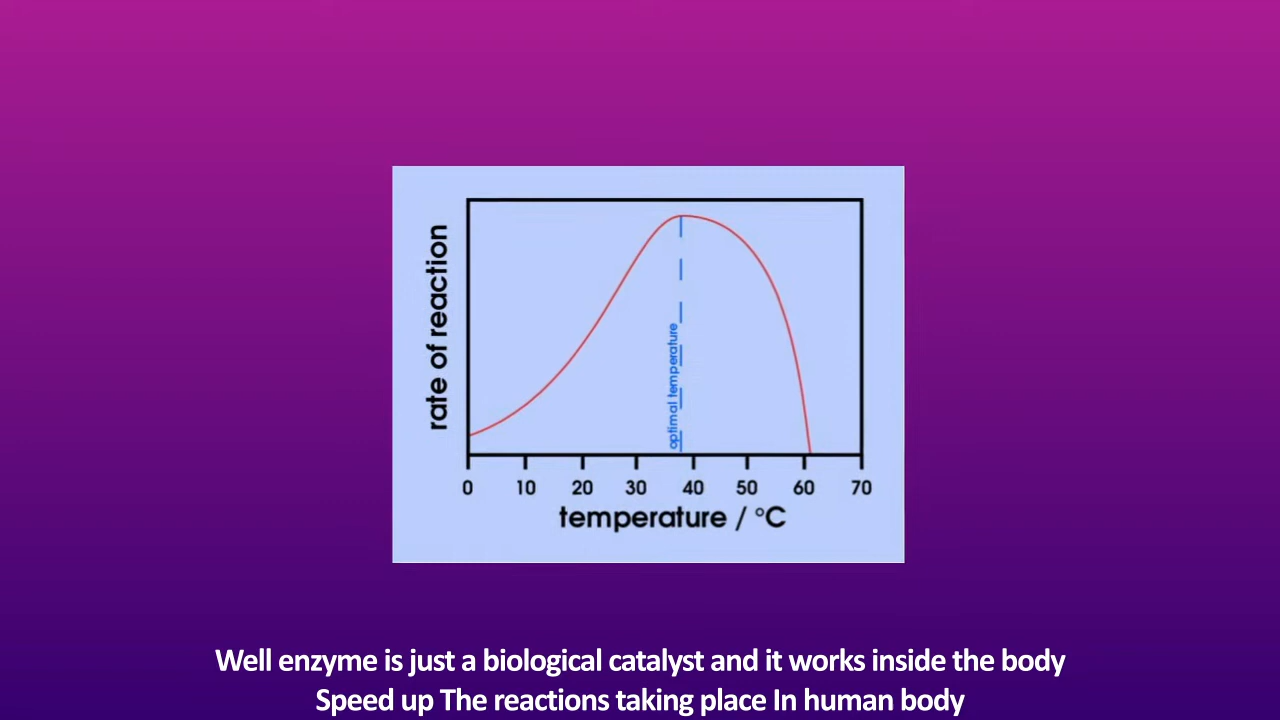 rate of reaction
optimal temperature
0 10 20 30 40 50 60 70
temperature / °C
Well enzyme is just a biological catalyst and it works inside the body
Speed up The reactions taking place In human body